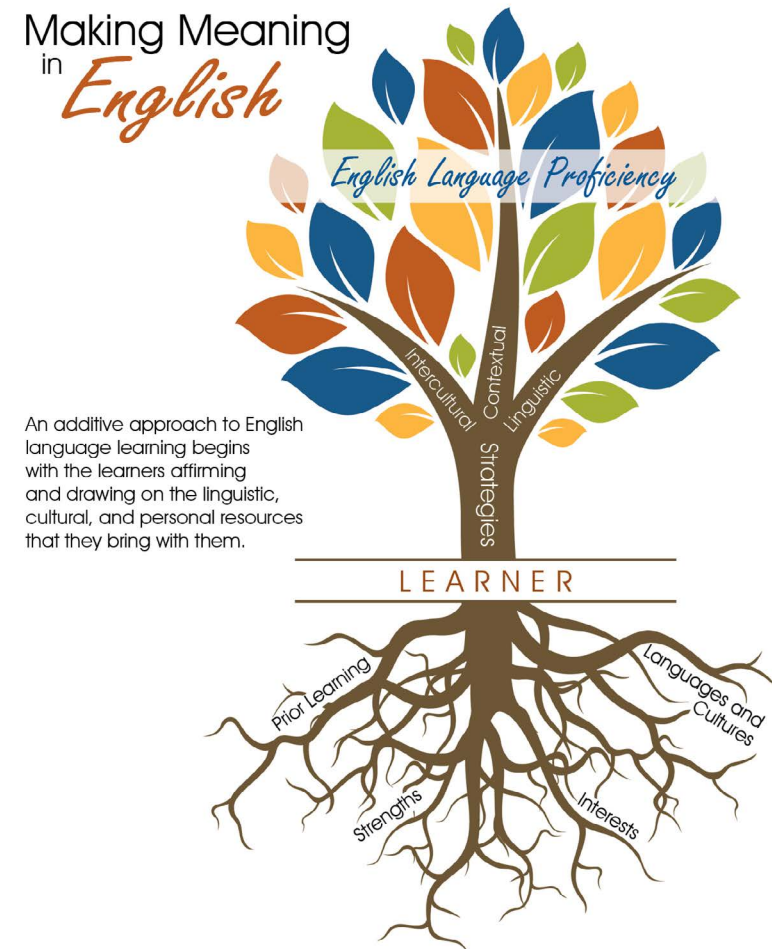 Making Meaning
in English
English Language Proficiency
Intercultural
Contextual
Linguistic
Strategies
An additive approach to English
language learning begins
with the learners affirming
and drawing on the linguistic,
cultural, and personal resources
that they bring with them.
LEARNER
Prior Learning
Languages and
Cultures
Strengths
Interests